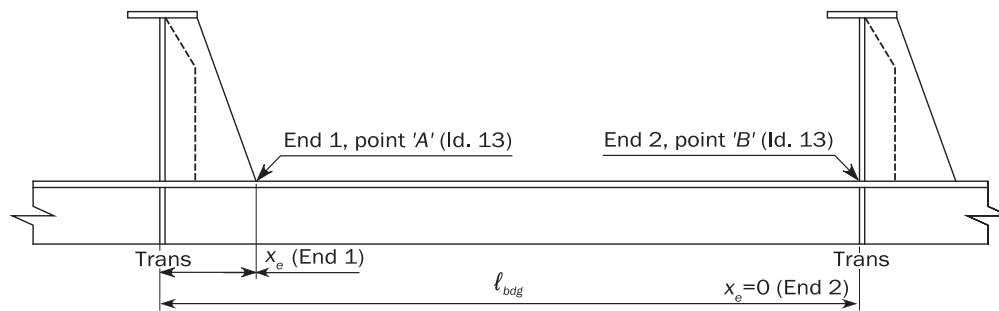 End 1, point 'A' (Id. 13)
End 2, point 'B' (Id. 13)
Trans
xₑ (End 1)
Trans
ℓbdg
xₑ=0 (End 2)